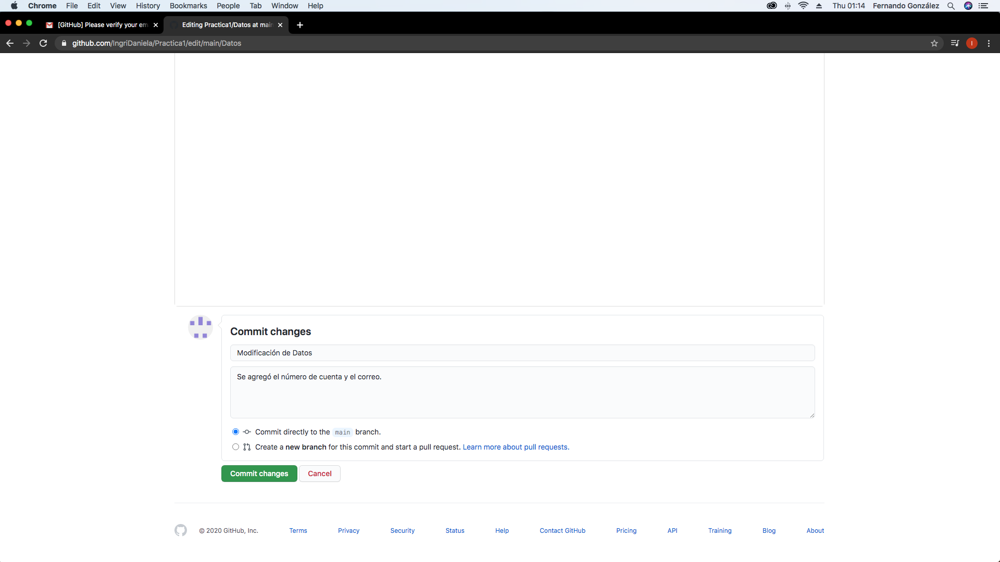 Chrome File Edit View History Bookmarks People Tab Window Help Thu 01:14 Fernando González
[GitHub] Please verify your em Editing Practica1/Datos at main
github.com/IngriDaniela/Practica1/edit/main/Datos I
Commit changes
Modificación de Datos
Se agregó el número de cuenta y el correo.
Commit directly to the main branch.
Create a new branch for this commit and start a pull request. Learn more about pull requests.
Commit changes Cancel
© 2020 GitHub, Inc. Terms Privacy Security Status Help Contact GitHub Pricing API Training Blog About